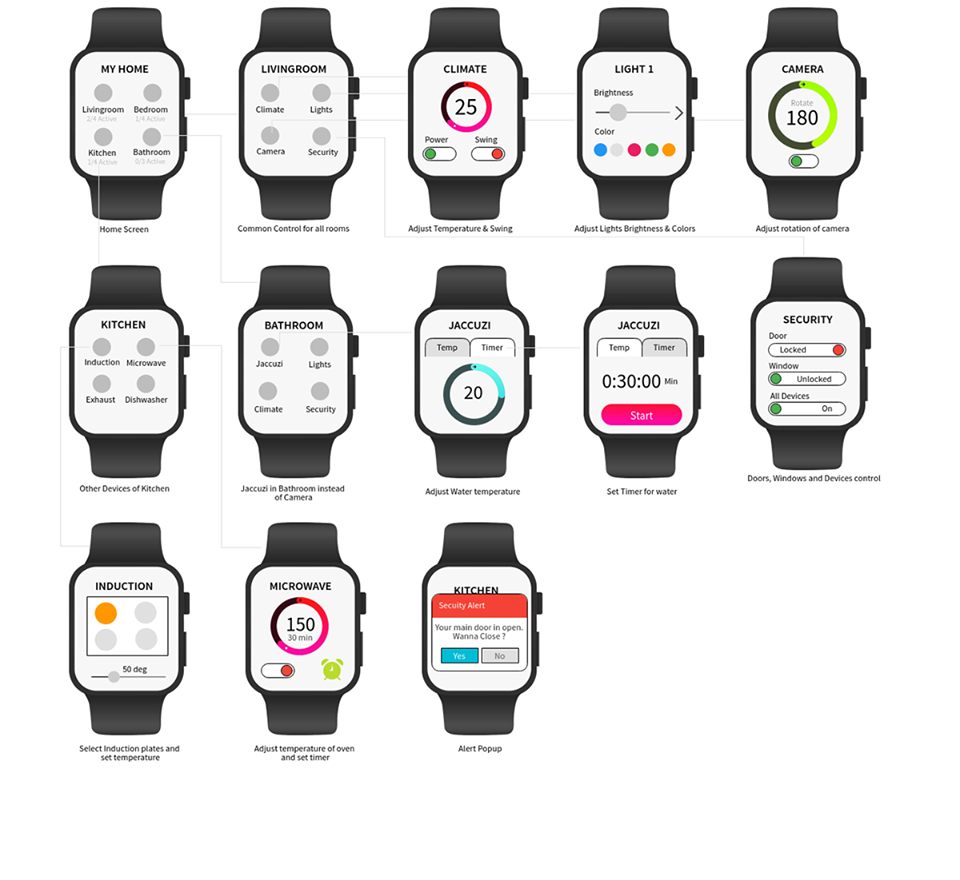 MY HOME
Livingroom
2/4 Active
Bedroom
1/4 Active
Kitchen
1/4 Active
Bathroom
0/3 Active
Home Screen
LIVINGROOM
Climate
Lights
Camera
Security
Common Control for all rooms
CLIMATE
25
Power
Swing
Adjust Temperature & Swing
LIGHT 1
Brightness
Color
Adjust Lights Brightness & Colors
CAMERA
Rotate
180
Adjust rotation of camera
KITCHEN
Induction
Microwave
Exhaust
Dishwasher
Other Devices of Kitchen
BATHROOM
Jaccuzi
Lights
Climate
Security
Jaccuzi in Bathroom instead
of Camera
JACCUZI
Temp
Timer
20
Adjust Water temperature
JACCUZI
Temp
Timer
0:30:00 Min
Start
Set Timer for water
SECURITY
Door
Locked
Window
Unlocked
All Devices
On
Doors, Windows and Devices control
INDUCTION
50 deg
Select Induction plates and
set temperature
MICROWAVE
150
30 min
Adjust temperature of oven
and set timer
KITCHEN
Secuity Alert
Your main door in open.
Wanna Close ?
Yes
No
Alert Popup